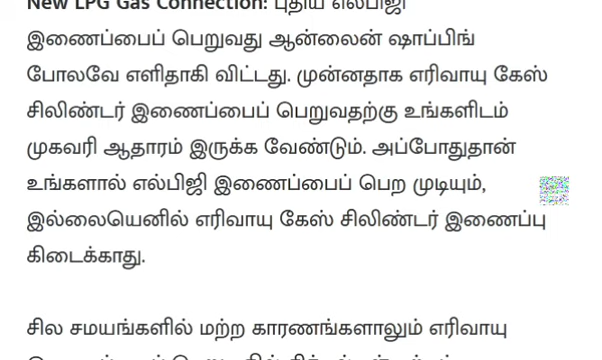 New LPG Gas Connection: புதிய எல்பிஜி
இணைப்பைப் பெறுவது ஆன்லைன் ஷாப்பிங்
போலவே எளிதாகி விட்டது. முன்னதாக எரிவாயு கேஸ்
சிலிண்டர் இணைப்பைப் பெறுவதற்கு உங்களிடம்
முகவரி ஆதாரம் இருக்க வேண்டும். அப்போதுதான்
உங்களால் எல்பிஜி இணைப்பைப் பெற முடியும்,
இல்லையெனில் எரிவாயு கேஸ் சிலிண்டர் இணைப்பு
கிடைக்காது.
சில சமயங்களில் மற்ற காரணங்களாலும் எரிவாயு